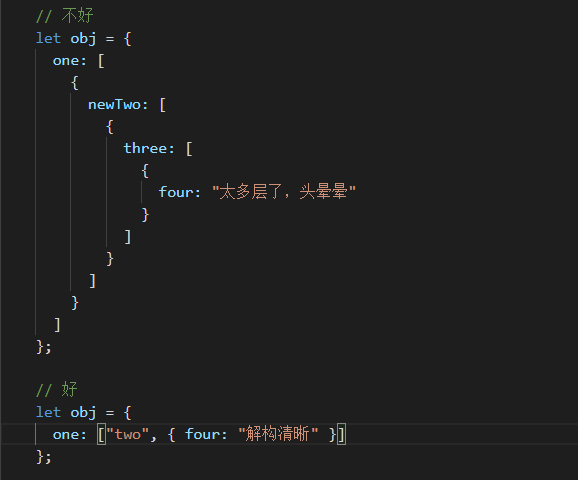 // 不好
let obj = {
  one: [
    {
      newTwo: [
        {
          three: [
            {
              four: "太多层了，头晕晕"
            }
          ]
        }
      ]
    }
  ]
};

// 好
let obj = {
  one: ["two", { four: "解构清晰" }]
};